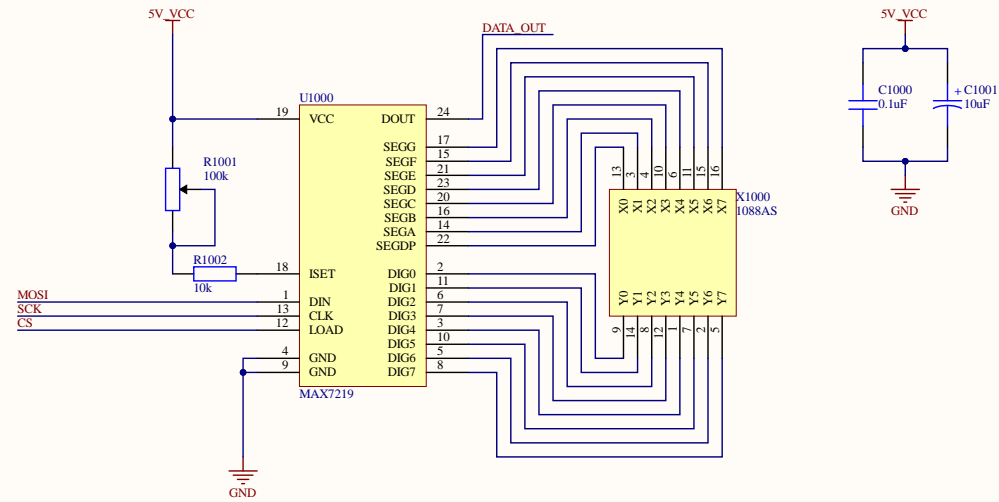 5V_VCC
5V_VCC
DATA_OUT
C1000
0.1uF
+
C1001
10uF
U1000
19
VCC
DOUT
24
SEGG
17
SEGF
15
SEGE
21
SEGD
23
SEGC
20
SEGB
16
SEGA
14
SEGDP
22
R1001
100k
13
3
4
10
6
11
15
16
X0
X1
X2
X3
X4
X5
X6
X7
X1000
1088AS
GND
R1002
10k
18
ISET
DIG0
2
DIG1
11
DIG2
6
DIG3
7
DIG4
3
DIG5
10
DIG6
5
DIG7
8
MOSI
1
DIN
SCK
13
CLK
CS
12
LOAD
4
GND
9
GND
Y0
Y1
Y2
Y3
Y4
Y5
Y6
Y7
9
14
8
12
1
7
2
5
MAX7219
GND